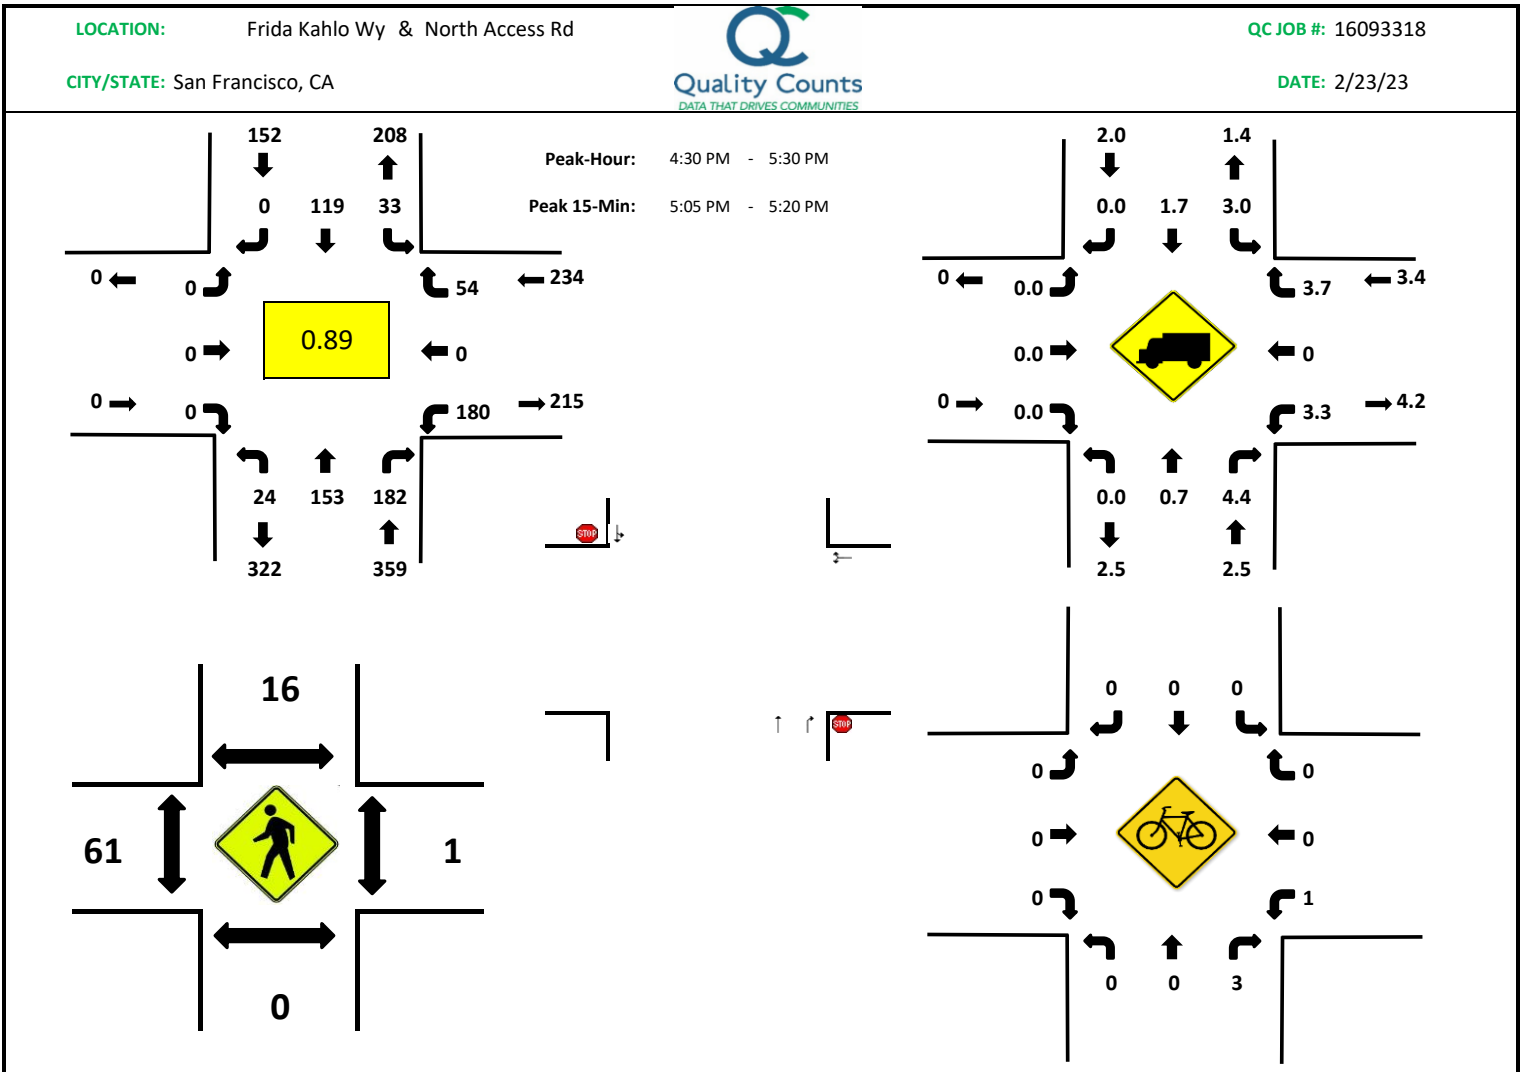 LOCATION: Frida Kahlo Wy & North Access Rd
QC JOB #: 16093318
CITY/STATE: San Francisco, CA
DATE: 2/23/23
QC
Quality Counts
DATA THAT DRIVES COMMUNITIES
Peak-Hour: 4:30 PM - 5:30 PM
Peak 15-Min: 5:05 PM - 5:20 PM
152 208
0 119 33
0 0 54 234
0 0.89 0
0 0 180 215
24 153 182
322 359
2.0 1.4
0.0 1.7 3.0
0 0.0 3.7 3.4
0.0 0
0 0.0 3.3 4.2
0.0 0.7 4.4
2.5 2.5
STOP
STOP
16
61 1
0
0 0 0
0 0
0 0
0 1
0 0 3